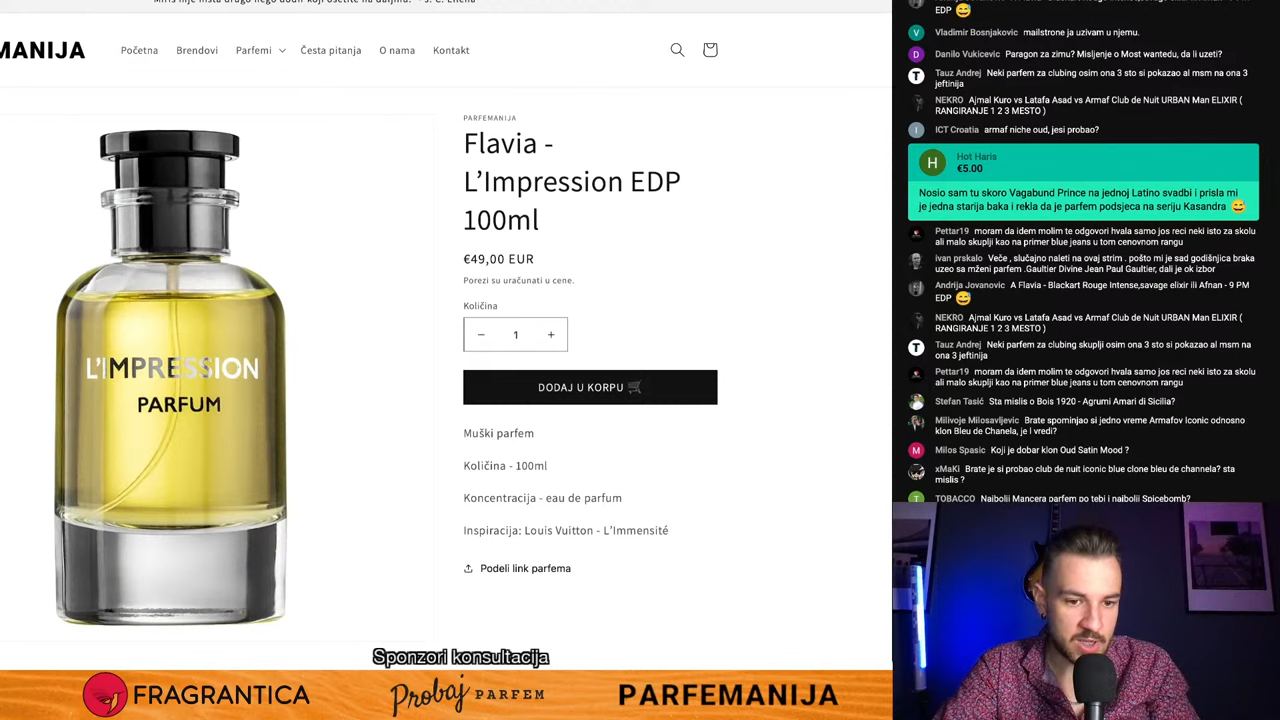 Miris nije ništa drugo nego dodir koji osetite na daljinu." - J. C. Ellena
MANIJA
Početna
Brendovi
Parfemi
Česta pitanja
O nama
Kontakt
L'IMPRESSION
PARFUM
PARFEMANIJA
Flavia -
L'Impression EDP
100ml
€49,00 EUR
Porezi su uračunati u cene.
Količina
− 1 +
DODAJ U KORPU
Muški parfem
Količina - 100ml
Koncentracija - eau de parfum
Inspiracija: Louis Vuitton - L'Immensité
Podeli link parfema
Sponzori konsultacija
FRAGRANTICA
Probaj PARFEM
PARFEMANIJA
EDP
V Vladimir Bosnjakovic mailstrone ja uzivam u njemu.
D Danilo Vukicevic Paragon za zimu? Misljenje o Most wantedu, da li uzeti?
T Tauz Andrej Neki parfem za clubing osim ona 3 sto si pokazao al msm na ona 3
jeftinija
NEKRO Ajmal Kuro vs Latafa Asad vs Armaf Club de Nuit URBAN Man ELIXIR (
RANGIRANJE 1 2 3 MESTO )
I ICT Croatia armaf niche oud, jesi probao?
H Hot Haris
€5.00
Nosio sam tu skoro Vagabund Prince na jednoj Latino svadbi i prisla mi
je jedna starija baka i rekla da je parfem podsjeca na seriju Kasandra
Pettar19 moram da idem molim te odgovori hvala samo jos reci neki isto za skolu
ali malo skuplji kao na primer blue jeans u tom cenovnom rangu
ivan prskalo Veče , slučajno naleti na ovaj strim . pošto mi je sad godišnjica braka
uzeo sa mženi parfem .Gaultier Divine Jean Paul Gaultier, dali je ok izbor
Andrija Jovanovic A Flavia - Blackart Rouge Intense,savage elixir ili Afnan - 9 PM
EDP
NEKRO Ajmal Kuro vs Latafa Asad vs Armaf Club de Nuit URBAN Man ELIXIR (
RANGIRANJE 1 2 3 MESTO )
T Tauz Andrej Neki parfem za clubing skuplji osim ona 3 sto si pokazao al msm na
ona 3 jeftinija
Pettar19 moram da idem molim te odgovori hvala samo jos reci neki isto za skolu
ali malo skuplji kao na primer blue jeans u tom cenovnom rangu
Stefan Tasić Sta mislis o Bois 1920 - Agrumi Amari di Sicilia?
Milivoje Milosavljevic Brate spominjao si jedno vreme Armafov Iconic odnosno
klon Bleu de Chanela, je l vredi?
M Milos Spasic Koji je dobar klon Oud Satin Mood ?
xMaKi Brate je si probao club de nuit iconic blue clone bleu de channela? sta
mislis ?
T TOBACCO Najbolji Mancera parfem po tebi i najbolji Spicebomb?